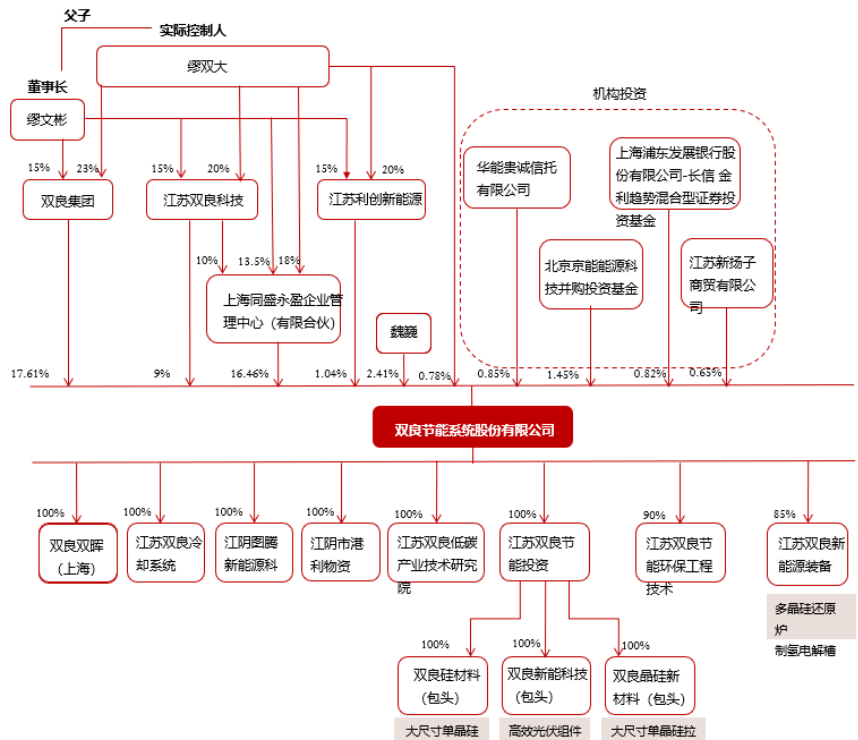 父子
实际控制人
缪双大
董事长
缪文彬
机构投资
15%
23%
15%
20%
15%
20%
双良集团
江苏双良科技
江苏利创新能源
华能贵诚信托
有限公司
上海浦东发展银行股
份有限公司-长信 金
利趋势混合型证券投
资基金
10%
13.5%
18%
上海同盛永盈企业管
理中心（有限合伙）
北京京能能源科
技并购投资基金
江苏新扬子
商贸有限公
司
魏巍
17.61%
9%
16.46%
1.04%
2.41%
0.78%
0.85%
1.45%
0.82%
0.65%
双良节能系统股份有限公司
100%
100%
100%
100%
100%
100%
90%
85%
双良双晖
（上海）
江苏双良冷
却系统
江阴图腾
新能源科
江阴市港
利物资
江苏双良低碳
产业技术研究
院
江苏双良节
能投资
江苏双良节
能环保工程
技术
江苏双良新
能源装备
多晶硅还原
炉
制氢电解槽
100%
100%
100%
双良硅材料
（包头）
双良新能科技
（包头）
双良晶硅新
材料（包头）
大尺寸单晶硅
高效光伏组件
大尺寸单晶硅拉